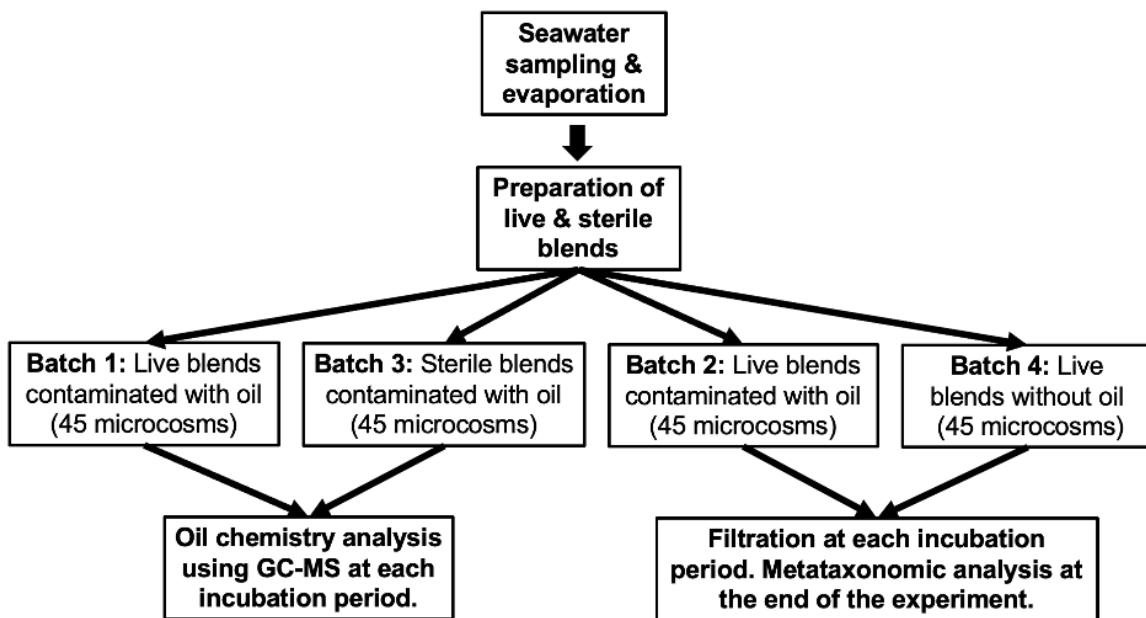 Seawater
sampling &
evaporation
Preparation of
live & sterile
blends
Batch 1: Live blends
contaminated with oil
(45 microcosms)
Batch 3: Sterile blends
contaminated with oil
(45 microcosms)
Batch 2: Live blends
contaminated with oil
(45 microcosms)
Batch 4: Live
blends without oil
(45 microcosms)
Oil chemistry analysis
using GC-MS at each
incubation period.
Filtration at each incubation
period. Metataxonomic analysis at
the end of the experiment.